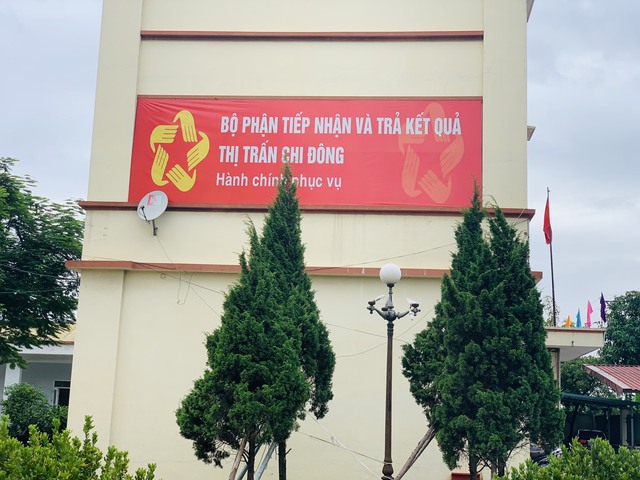 BỘ PHẬN TIẾP NHẬN VÀ TRẢ KẾT QUẢ
THỊ TRẤN CHI ĐÔNG
Hành chính phục vụ